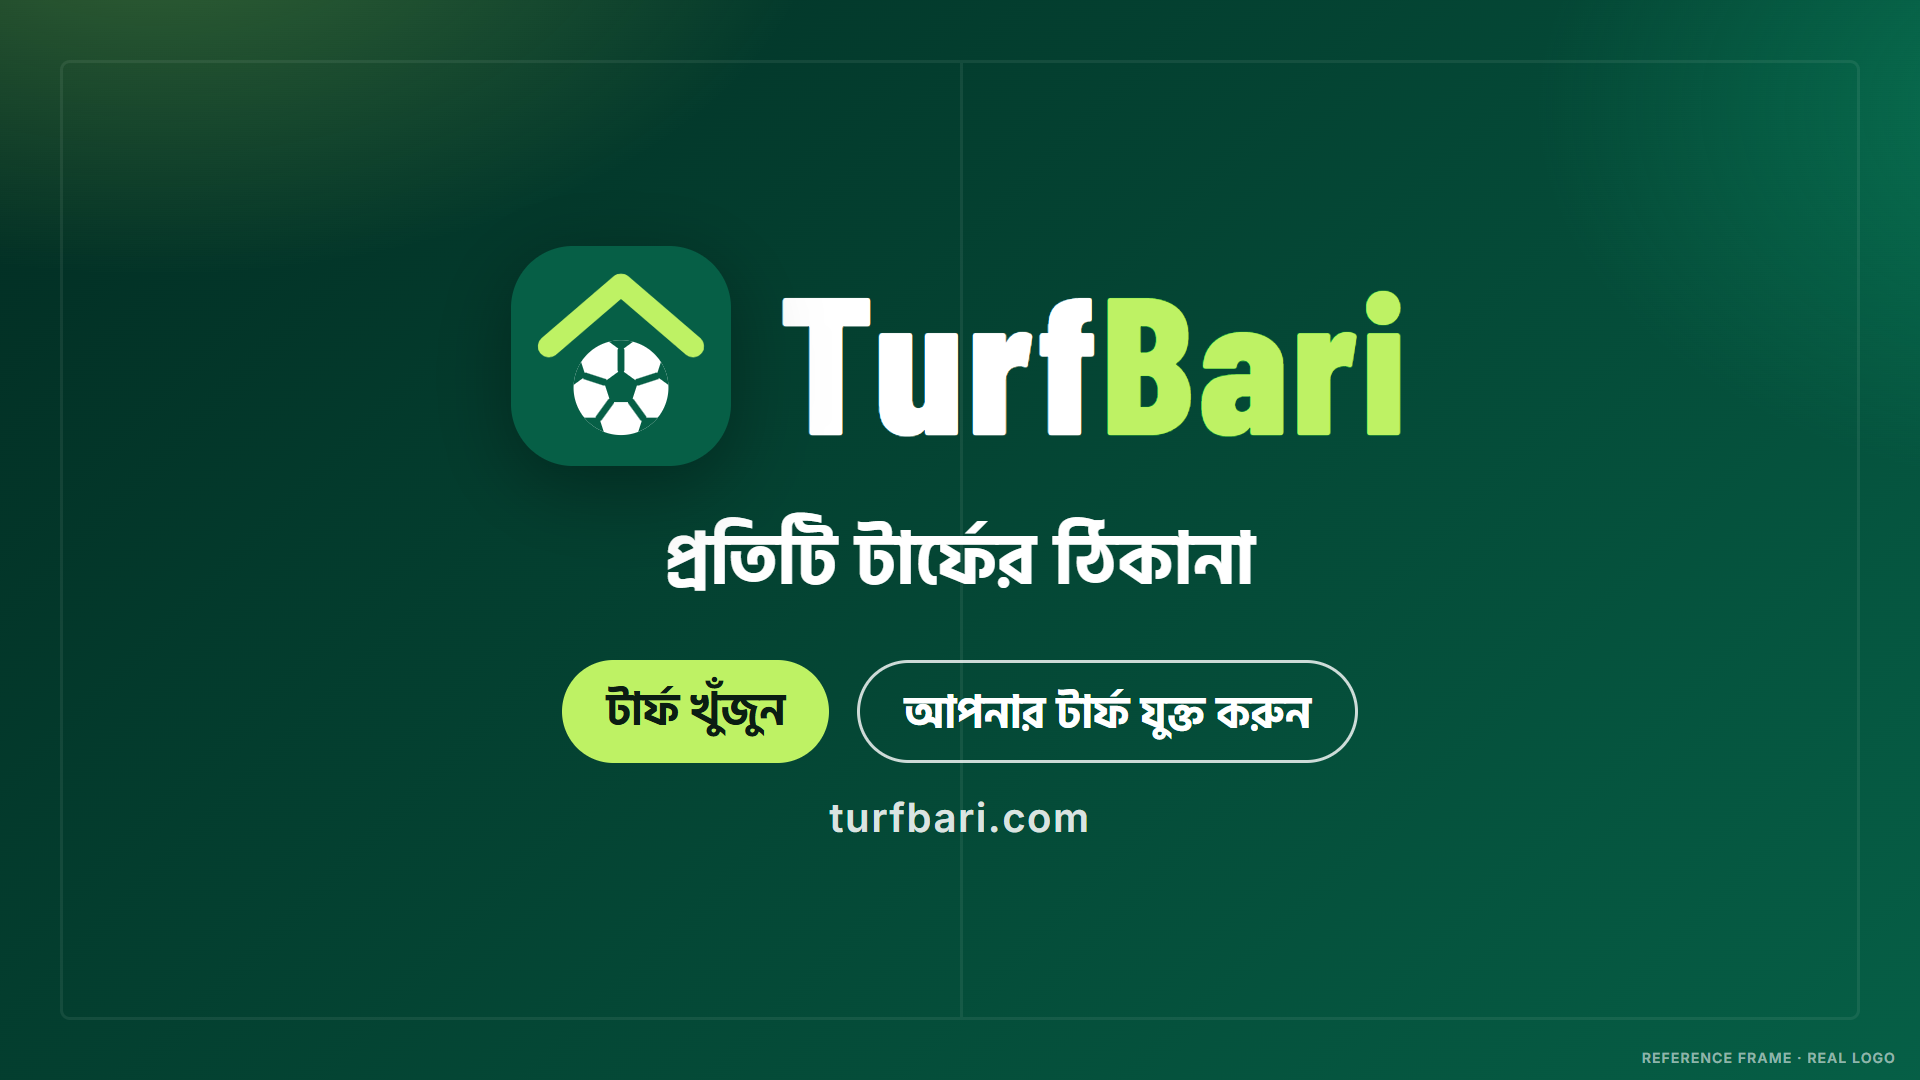 TurfBari
প্রতিটি টার্ফের ঠিকানা
টার্ফ খুঁজুন
আপনার টার্ফ যুক্ত করুন
turfbari.com
REFERENCE FRAME · REAL LOGO